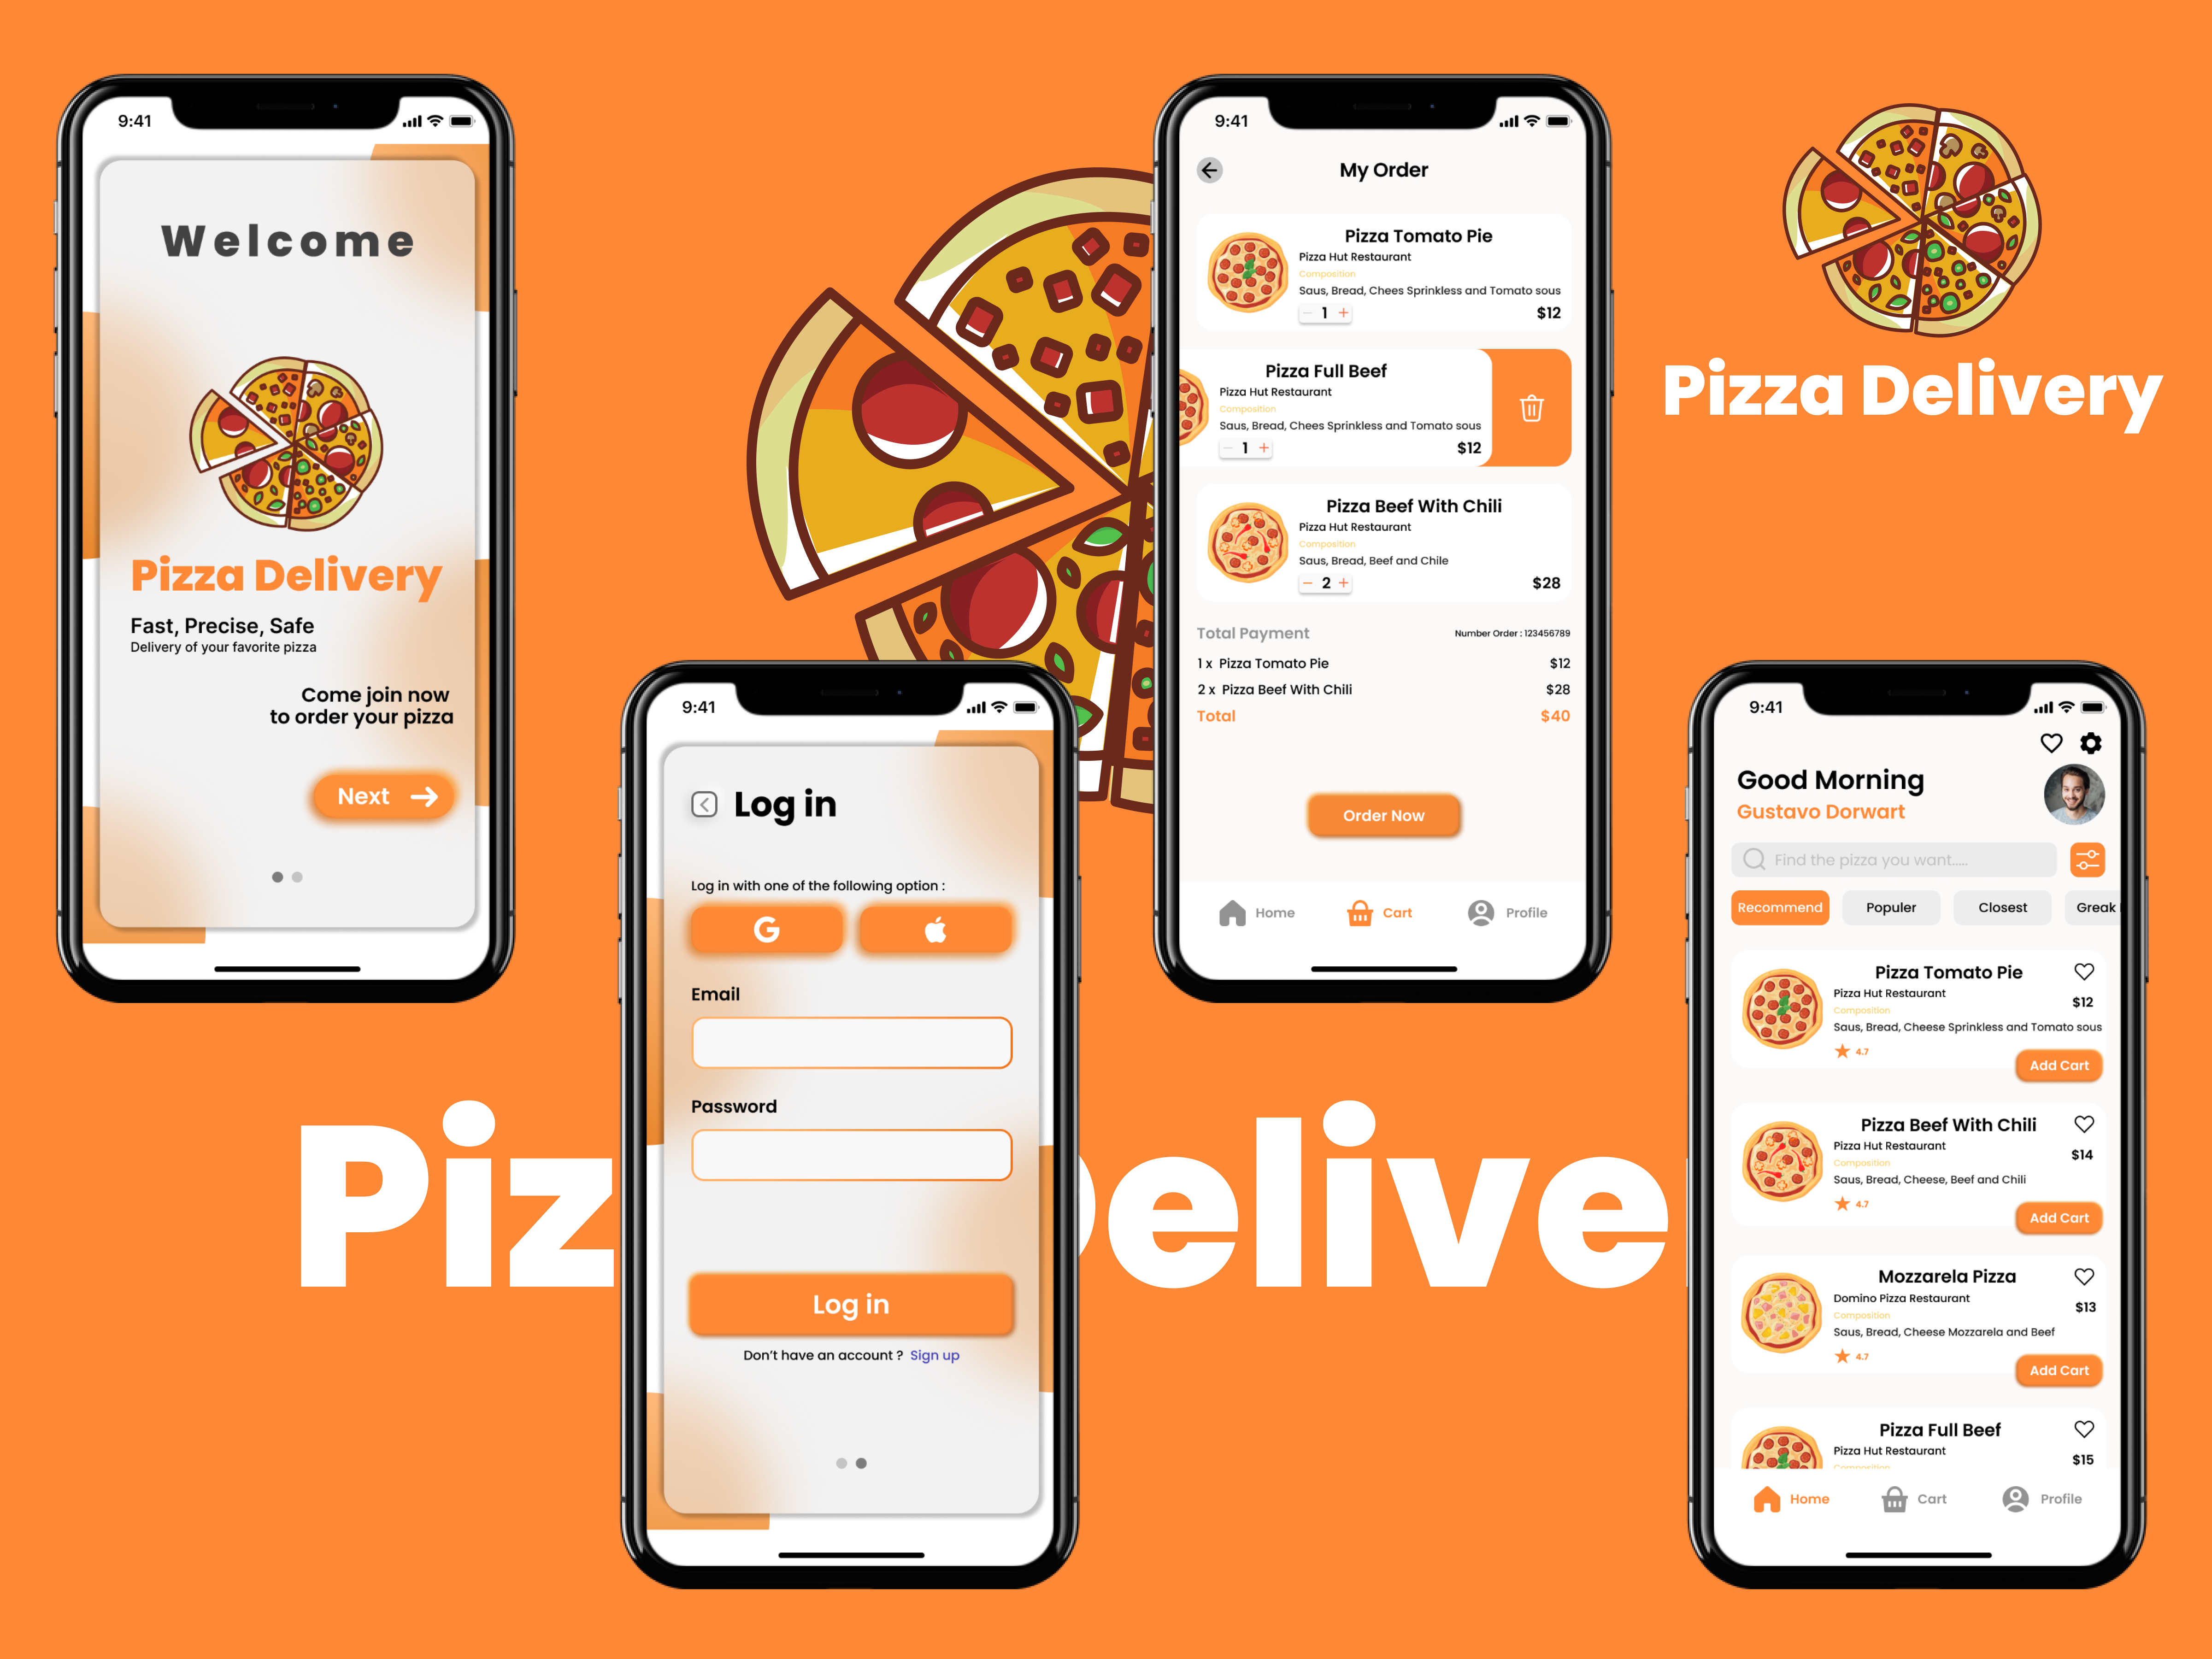 9:41
Welcome
Pizza Delivery
Fast, Precise, Safe
Delivery of your favorite pizza
Come join now
to order your pizza
Next
9:41
Log in
Log in with one of the following option :
G
Email
Password
Log in
Don't have an account ? Sign up
9:41
My Order
Pizza Tomato Pie
Pizza Hut Restaurant
Composition
Saus, Bread, Chees Sprinkless and Tomato sous
1 $12
Pizza Full Beef
Pizza Hut Restaurant
Composition
Saus, Bread, Chees Sprinkless and Tomato sous
1 $12
Pizza Beef With Chili
Pizza Hut Restaurant
Composition
Saus, Bread, Beef and Chile
2 $28
Total Payment Number Order : 123456789
1 x Pizza Tomato Pie $12
2 x Pizza Beef With Chili $28
Total $40
Order Now
Home Cart Profile
Pizza Delivery
9:41
Good Morning
Gustavo Dorwart
Find the pizza you want.....
Recommend Populer Closest Greak
Pizza Tomato Pie
Pizza Hut Restaurant
$12
Composition
Saus, Bread, Cheese Sprinkless and Tomato sous
4.7
Add Cart
Pizza Beef With Chili
Pizza Hut Restaurant
$14
Composition
Saus, Bread, Cheese, Beef and Chili
4.7
Add Cart
Mozzarela Pizza
Domino Pizza Restaurant
$13
Composition
Saus, Bread, Cheese Mozzarela and Beef
4.7
Add Cart
Pizza Full Beef
Pizza Hut Restaurant
$15
Composition
Home Cart Profile
Piz Delive